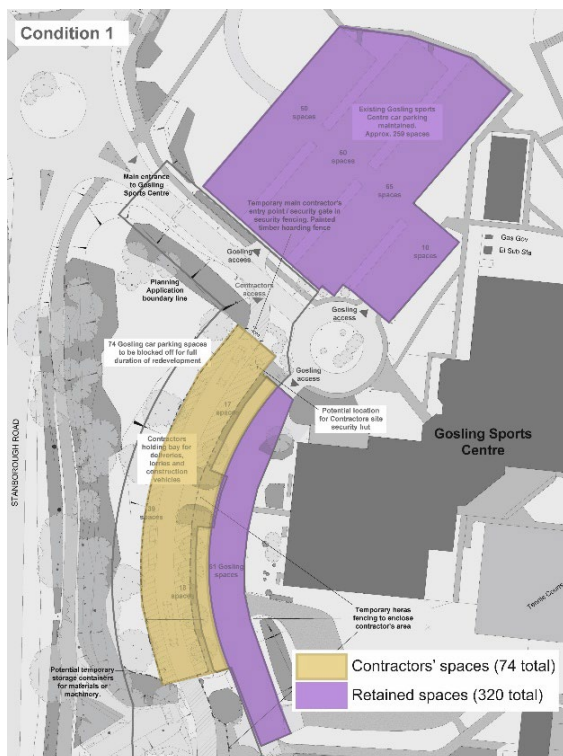 Condition 1
Existing Gosling sports
Centre car parking
maintained.
Approx. 259 spaces
spaces
50
spaces
spaces
spaces
Main entrance
to Gosling
Sports Centre
Temporary main contractor's
entry point / security gate in
security fencing. Painted
timber hoarding fence
Gas Gov
El Sub Sta
Gosling
access
Contractors
access
Planning
Application
boundary line
Gosling
access
74 Gosling car parking spaces
to be blocked off for full
duration of redevelopment
Gosling
access
17
spaces
Potential location
for Contractors site
security hut
Gosling Sports
Centre
Contractors
holding bay for
deliveries,
lorries and
construction
vehicles
STANBOROUGH ROAD
spaces
Gosling
spaces
spaces
Tennis Courts
Temporary heras
fencing to enclose
contractor's area
Potential temporary
storage containers
for materials or
machinery.
Contractors' spaces (74 total)
Retained spaces (320 total)